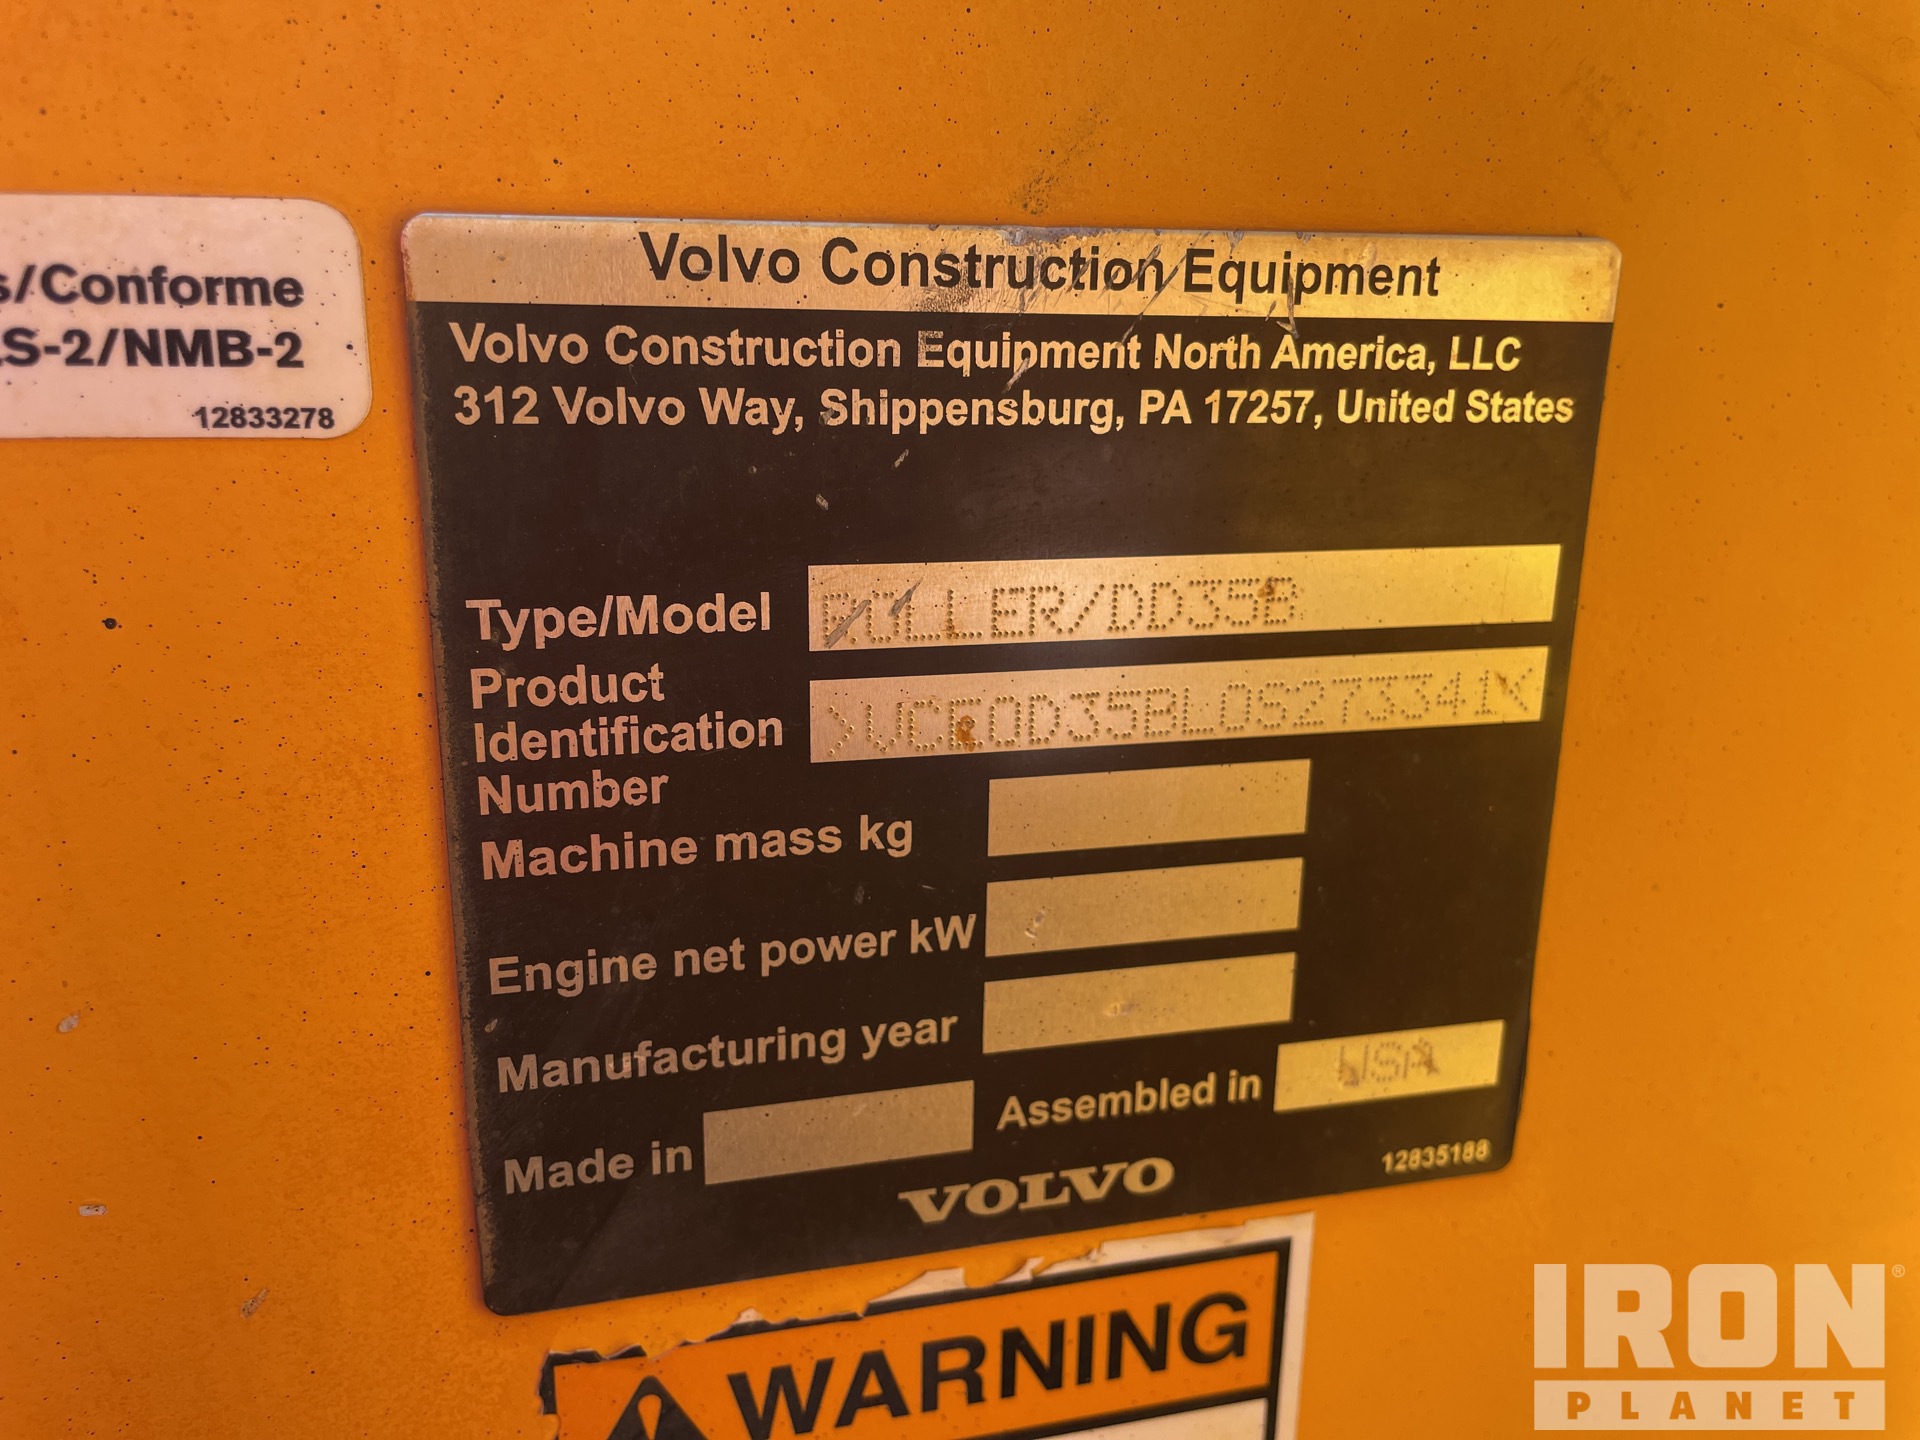 s/Conforme
LS-2/NMB-2
12833278
Volvo Construction Equipment
Volvo Construction Equipment North America, LLC
312 Volvo Way, Shippensburg, PA 17257, United States
Type/Model ROLLER/DD35B
Product
Identification
Number
>VCE0D35BL0S273341<
Machine mass kg
Engine net power kW
Manufacturing year
Made in
Assembled in USA
VOLVO
12835188
WARNING
IRON
PLANET
®